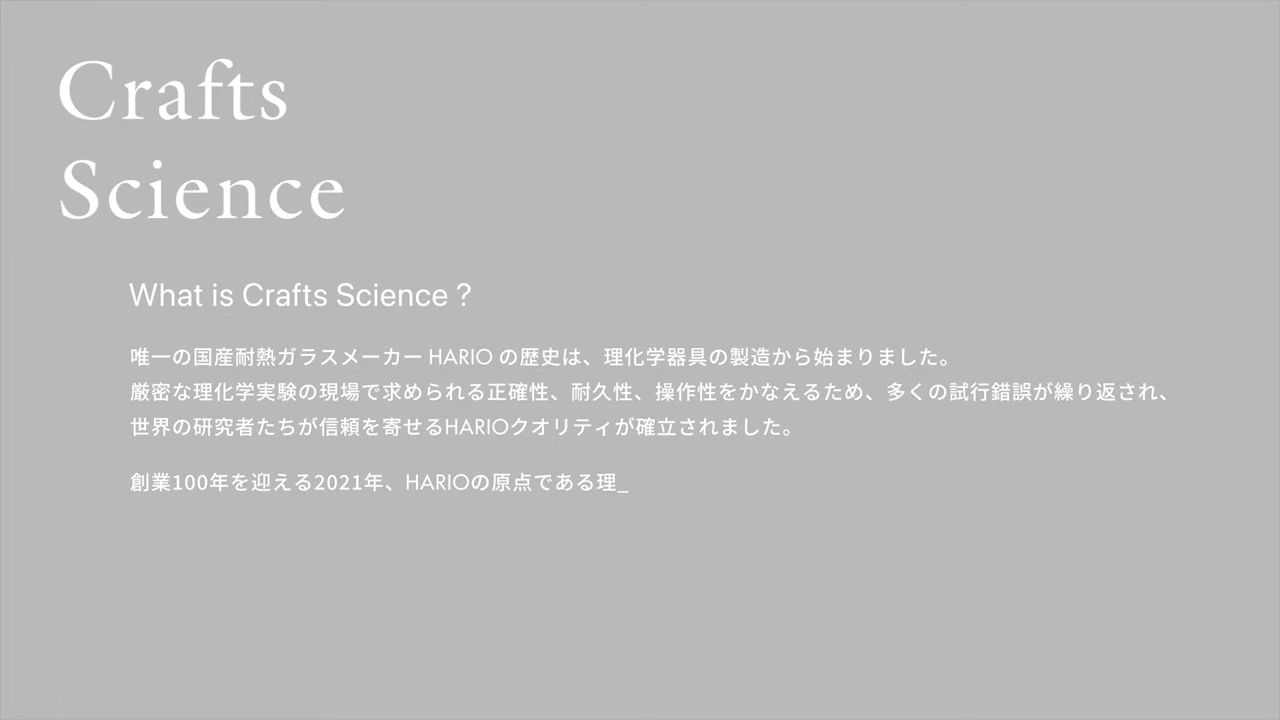 Crafts
Science
What is Crafts Science ?
唯一の国産耐熱ガラスメーカー HARIO の歴史は、理化学器具の製造から始まりました。
厳密な理化学実験の現場で求められる正確性、耐久性、操作性をかなえるため、多くの試行錯誤が繰り返され、
世界の研究者たちが信頼を寄せるHARIOクオリティが確立されました。
創業100年を迎える2021年、HARIOの原点である理_